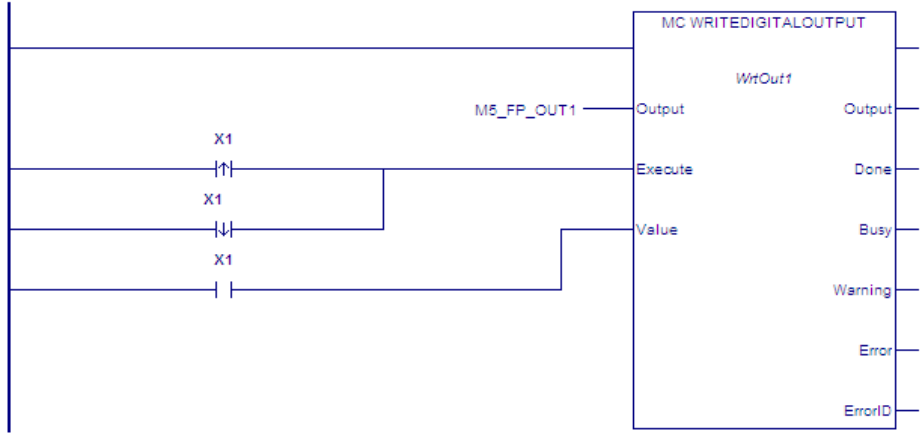 MC WRITEDIGITALOUTPUT
WrtOut1
M5_FP_OUT1 Output Output
X1
Execute Done
X1
Value Busy
X1
Warning
Error
ErrorID